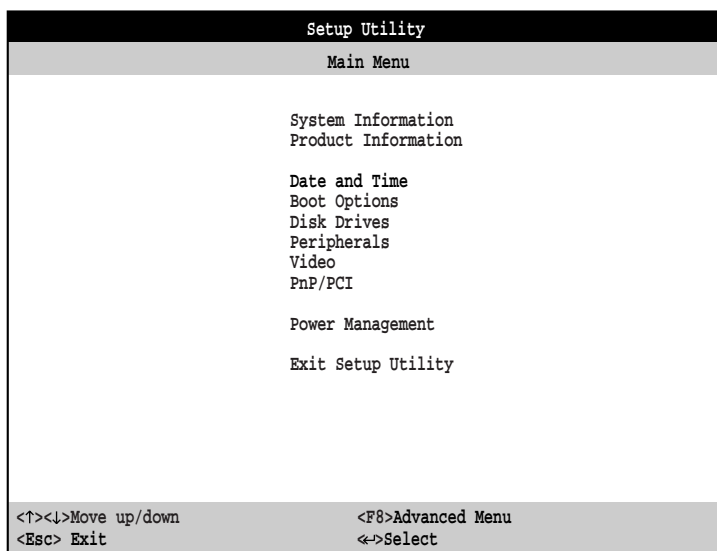 Setup Utility
Main Menu
System Information
Product Information
Date and Time
Boot Options
Disk Drives
Peripherals
Video
PnP/PCI
Power Management
Exit Setup Utility
<↑><↓>Move up/down <F8>Advanced Menu
<Esc> Exit <↵>Select